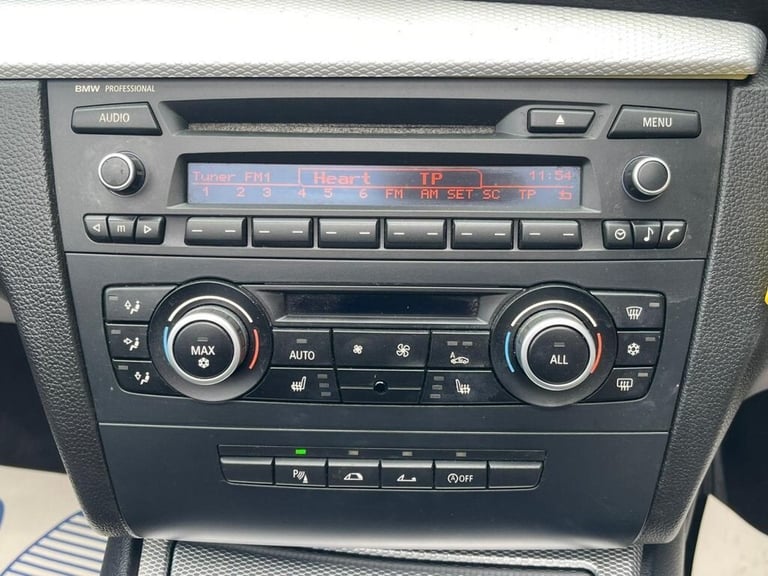 BMW PROFESSIONAL
AUDIO
MENU
Tuner FM1 Heart TP 11:54
1 2 3 4 5 6 FM AM SET SC TP
m
MAX
AUTO
ALL
P
A OFF